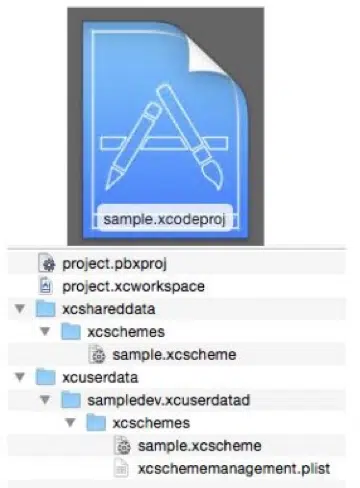 sample.xcodeproj
project.pbxproj
project.xcworkspace
xcshareddata
xcschemes
sample.xcscheme
xcuserdata
sampledev.xcuserdatad
xcschemes
sample.xcscheme
xcschememanagement.plist